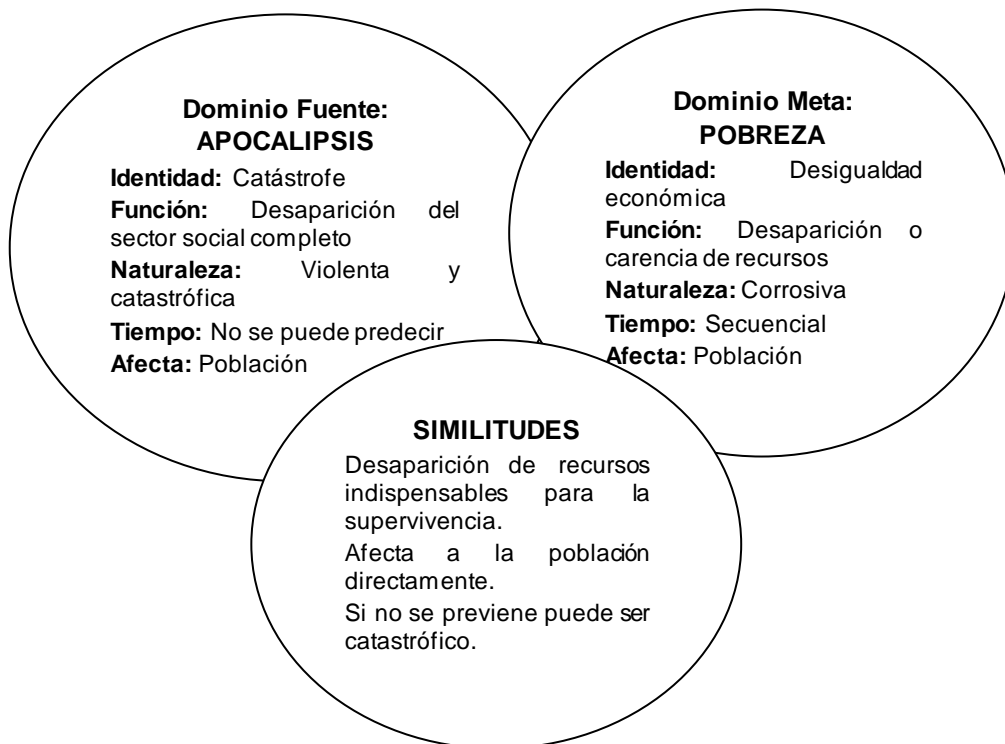 Dominio Fuente:
APOCALIPSIS
Identidad: Catástrofe
Función: Desaparición del
sector social completo
Naturaleza: Violenta y
catastrófica
Tiempo: No se puede predecir
Afecta: Población
Dominio Meta:
POBREZA
Identidad: Desigualdad
económica
Función: Desaparición o
carencia de recursos
Naturaleza: Corrosiva
Tiempo: Secuencial
Afecta: Población
SIMILITUDES
Desaparición de recursos
indispensables para la
supervivencia.
Afecta a la población
directamente.
Si no se previene puede ser
catastrófico.